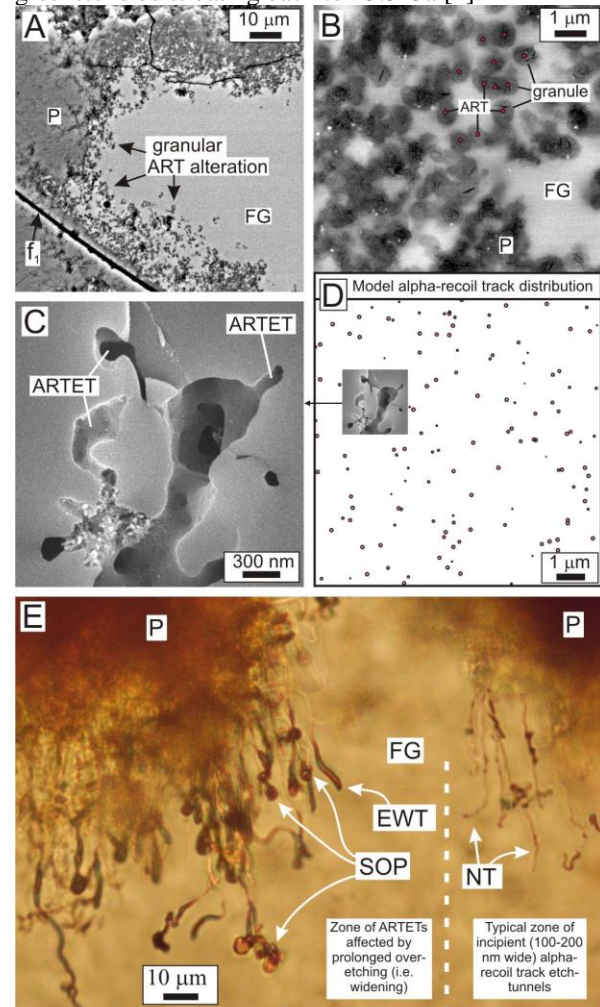 A
10 µm
P
granular
ART alteration
FG
f1
B
1 µm
ART
granule
FG
P
C
ARTET
ARTET
300 nm
D
Model alpha-recoil track distribution
1 µm
E
P
P
FG
EWT
SOP
NT
Zone of ARTETs
affected by
prolonged over-
etching (i.e.
widening)
Typical zone of
incipient (100-200
nm wide) alpha-
recoil track etch-
tunnels
10 µm